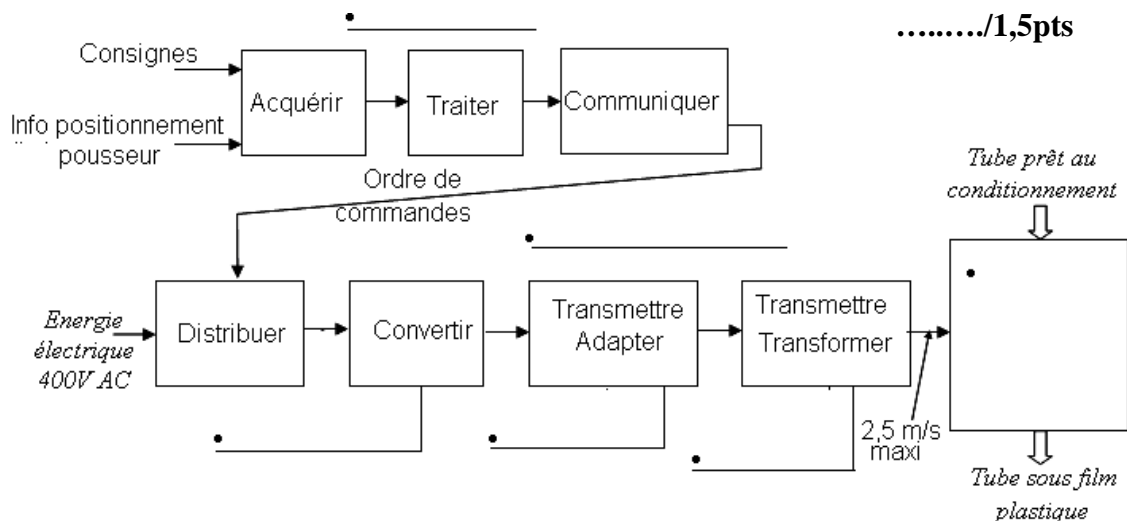 •
…..…./1,5pts
Consignes
Acquérir
Traiter
Communiquer
Info positionnement
pousseur
Ordre de
commandes
Tube prêt au
conditionnement
•
•
Energie
électrique
400V AC
Distribuer
Convertir
Transmettre
Adapter
Transmettre
Transformer
2,5 m/s
maxi
•
•
•
Tube sous film
plastique